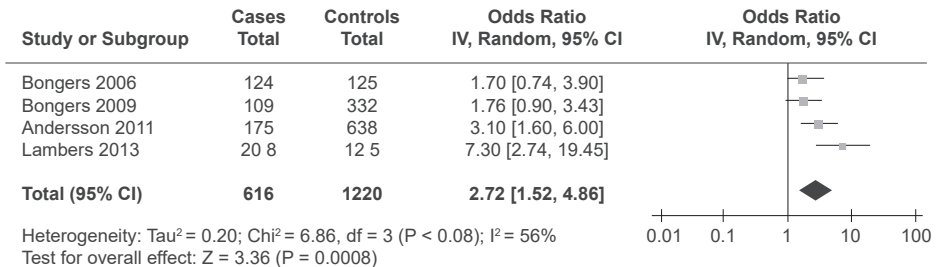 Cases Controls Odds Ratio Odds Ratio
Study or Subgroup Total Total IV, Random, 95% CI IV, Random, 95% CI
Bongers 2006 124 125 1.70 [0.74, 3.90]
Bongers 2009 109 332 1.76 [0.90, 3.43]
Andersson 2011 175 638 3.10 [1.60, 6.00]
Lambers 2013 20 8 12 5 7.30 [2.74, 19.45]
Total (95% CI) 616 1220 2.72 [1.52, 4.86]
0.01 0.1 1 10 100
Heterogeneity: Tau² = 0.20; Chi² = 6.86, df = 3 (P < 0.08); I² = 56%
Test for overall effect: Z = 3.36 (P = 0.0008)